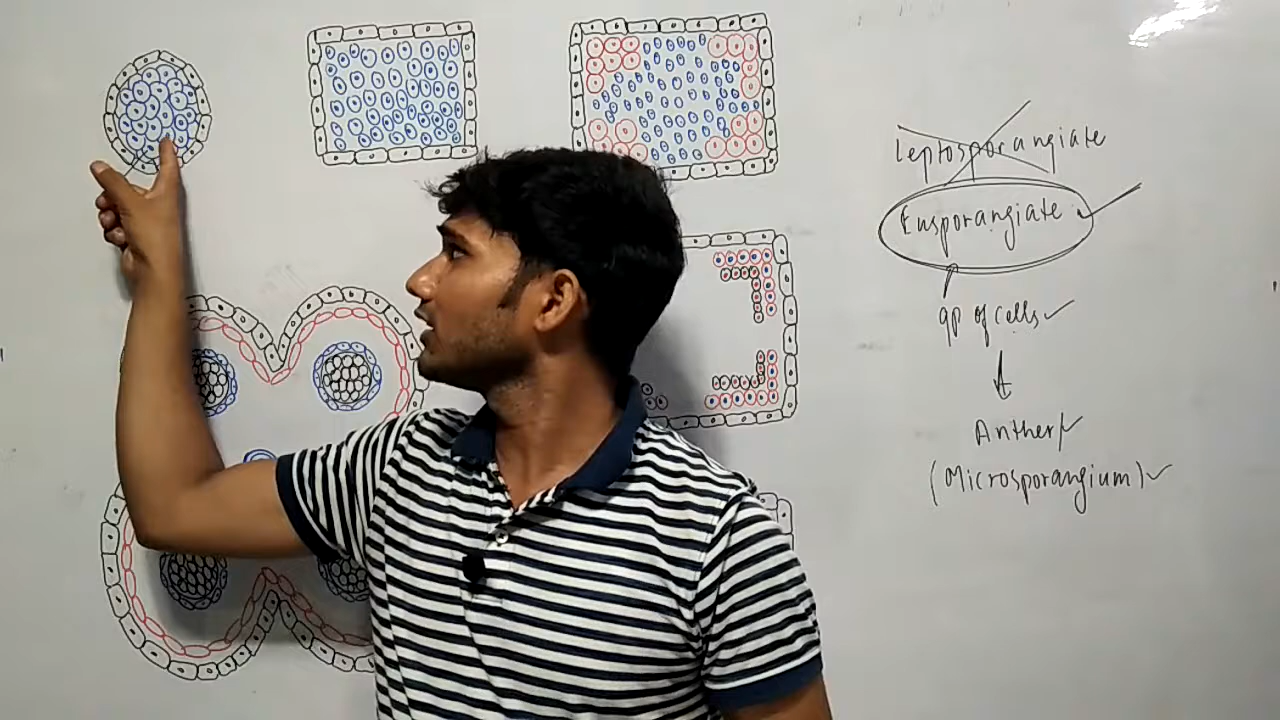 Leptosporangiate
Eusporangiate
gp of cells
Anther
(Microsporangium)